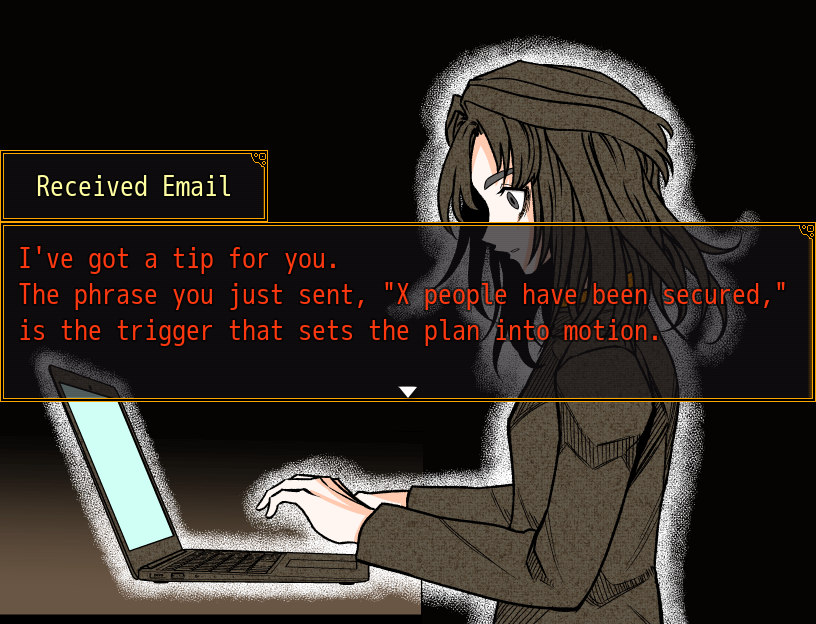 Received Email
I've got a tip for you.
The phrase you just sent, "X people have been secured,"
is the trigger that sets the plan into motion.